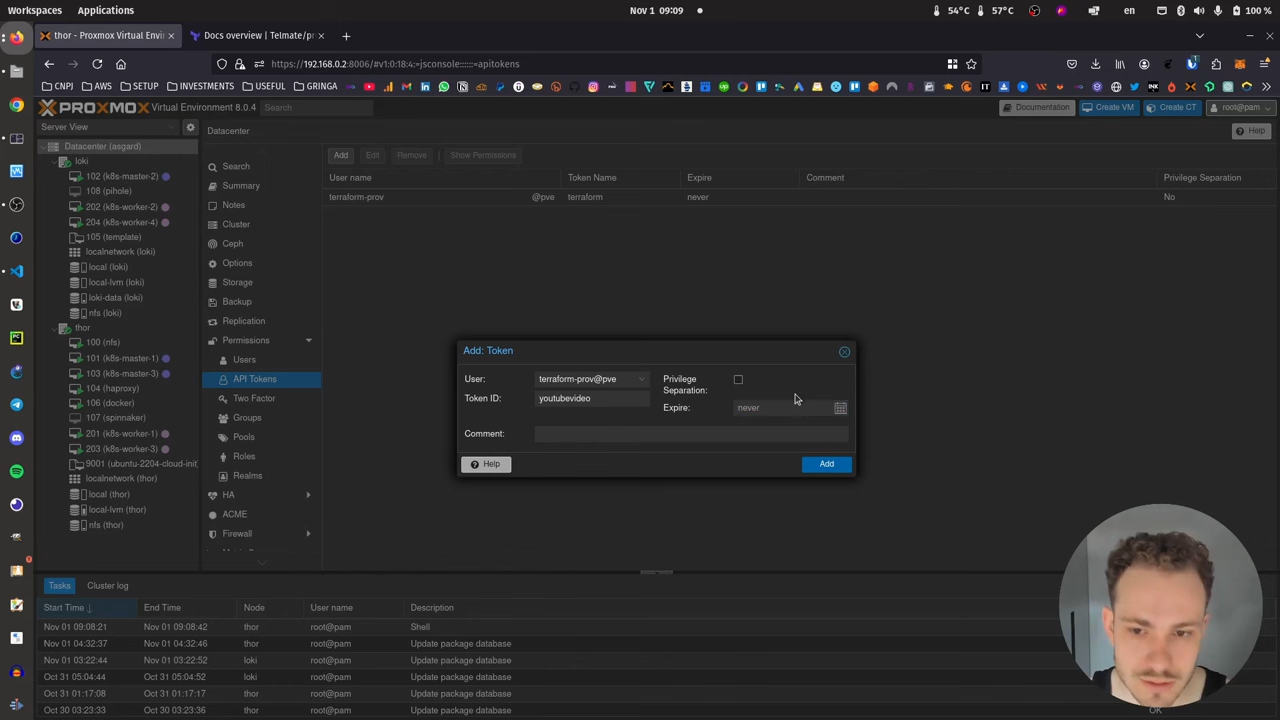 Workspaces Applications Nov 1 09:09 54°C 57°C en 100 %
thor - Proxmox Virtual Envi
Docs overview | Telmate/pr
https://192.168.0.2:8006/#v1:0:18:4:=jsconsole::::::=apitokens
CNPJ AWS SETUP INVESTMENTS USEFUL GRINGA
PROXMOX Virtual Environment 8.0.4 Search Documentation Create VM Create CT root@pam
Server View Datacenter Help
Datacenter (asgard)
loki
102 (k8s-master-2)
108 (pihole)
202 (k8s-worker-2)
204 (k8s-worker-4)
105 (template)
localnetwork (loki)
local (loki)
local-lvm (loki)
loki-data (loki)
nfs (loki)
thor
100 (nfs)
101 (k8s-master-1)
103 (k8s-master-3)
104 (haproxy)
106 (docker)
107 (spinnaker)
201 (k8s-worker-1)
203 (k8s-worker-3)
9001 (ubuntu-2204-cloud-init)
localnetwork (thor)
local (thor)
local-lvm (thor)
nfs (thor)
Search
Summary
Notes
Cluster
Ceph
Options
Storage
Backup
Replication
Permissions
Users
API Tokens
Two Factor
Groups
Pools
Roles
Realms
HA
ACME
Firewall
Add Edit Remove Show Permissions
User name Token Name Expire Comment Privilege Separation
terraform-prov @pve terraform never No
Add: Token
User: terraform-prov@pve
Token ID: youtubevideo
Privilege
Separation:
Expire: never
Comment:
Help Add
Tasks Cluster log
Start Time End Time Node User name Description
Nov 01 09:08:21 Nov 01 09:08:42 thor root@pam Shell
Nov 01 04:32:37 Nov 01 04:32:46 thor root@pam Update package database
Nov 01 03:22:44 Nov 01 03:22:52 loki root@pam Update package database
Oct 31 05:04:44 Oct 31 05:04:52 loki root@pam Update package database
Oct 31 01:17:08 Oct 31 01:17:17 thor root@pam Update package database
Oct 30 03:23:33 Oct 30 03:23:36 thor root@pam Update package database OK